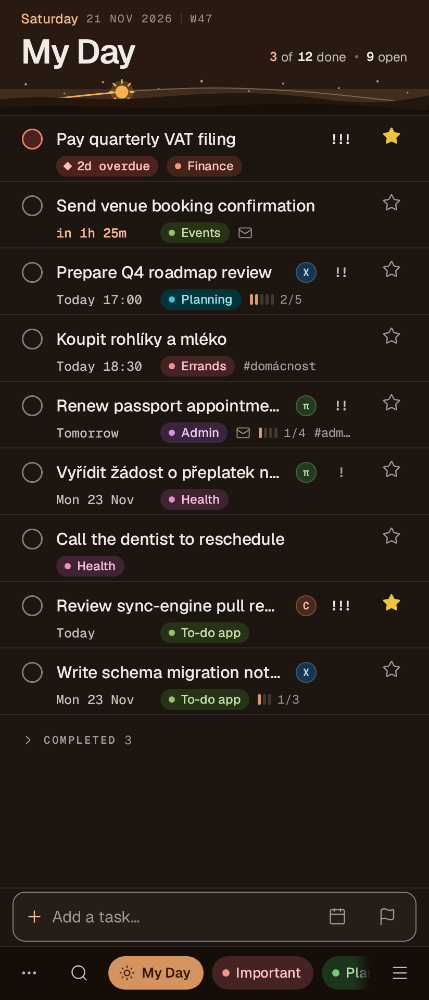 Saturday 21 NOV 2026 | W47
My Day
3 of 12 done • 9 open
Pay quarterly VAT filing !!!
2d overdue Finance
Send venue booking confirmation
in 1h 25m Events
Prepare Q4 roadmap review X !!
Today 17:00 Planning 2/5
Koupit rohlíky a mléko
Today 18:30 Errands #domácnost
Renew passport appointme… π !!
Tomorrow Admin 1/4 #adm…
Vyřídit žádost o přeplatek n… π !
Mon 23 Nov Health
Call the dentist to reschedule
Health
Review sync-engine pull re… C !!!
Today To-do app
Write schema migration not… X
Mon 23 Nov To-do app 1/3
COMPLETED 3
+ Add a task…
My Day Important Pla